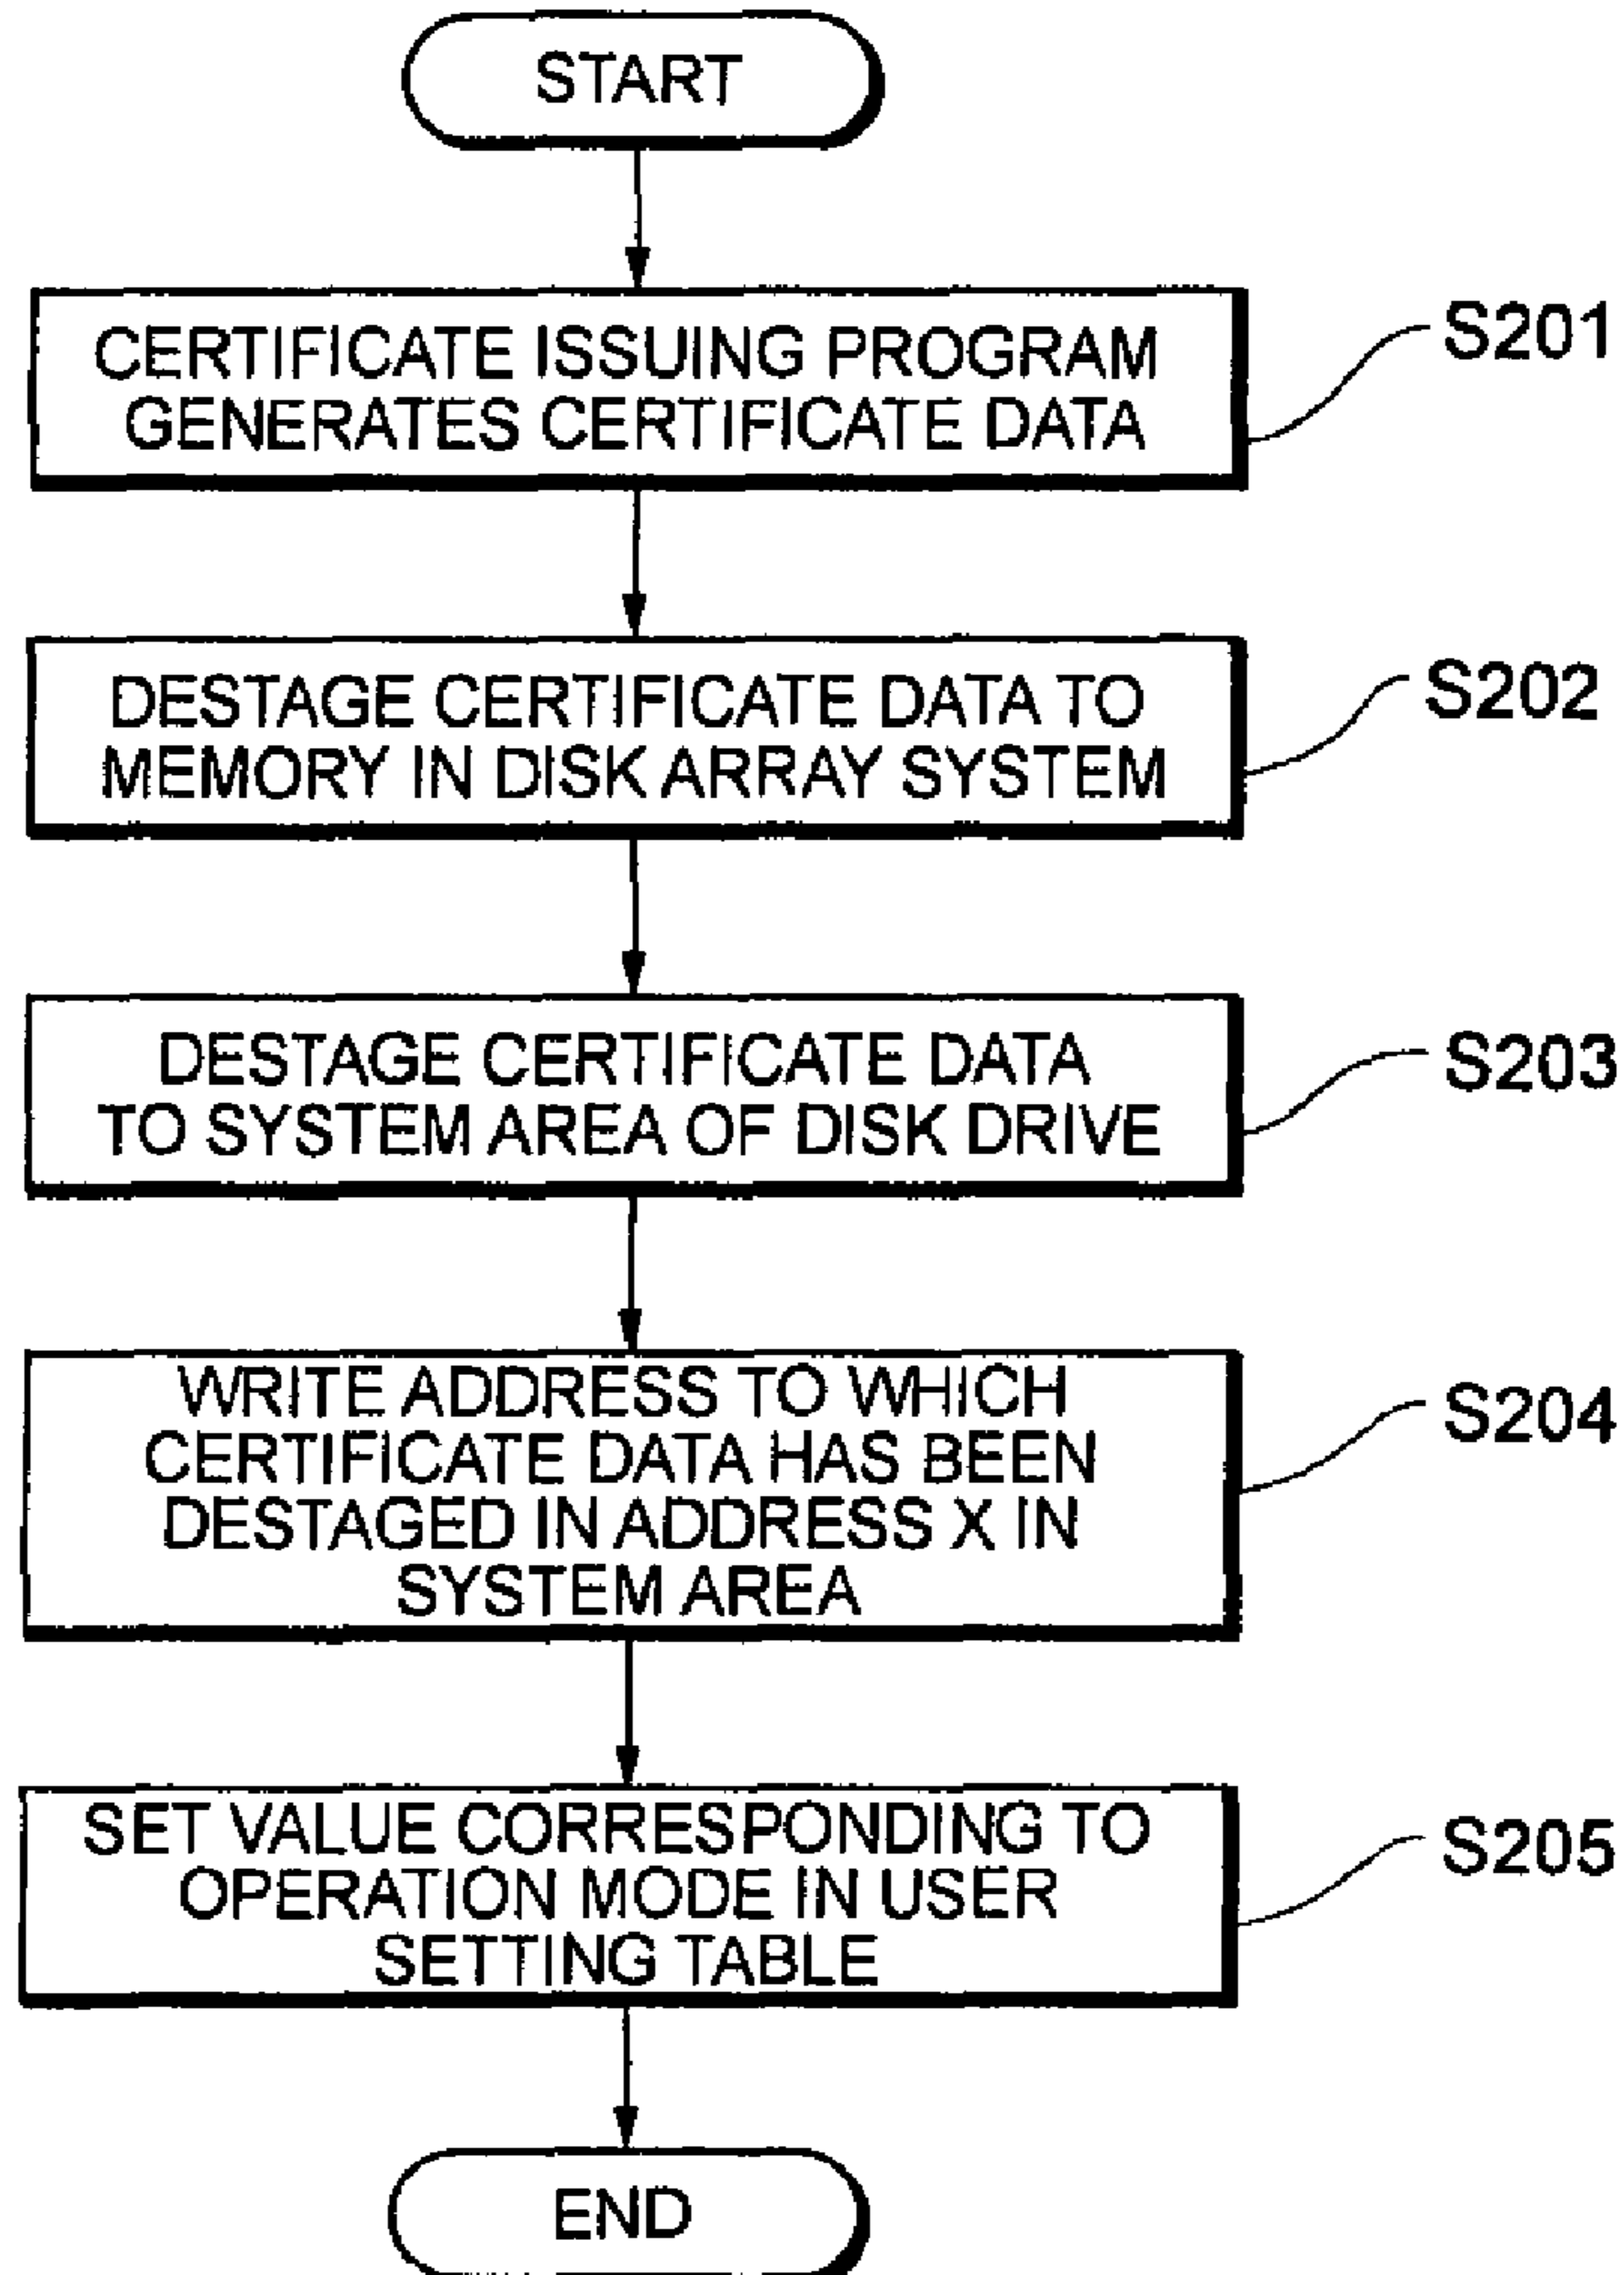 START
CERTIFICATE ISSUING PROGRAM
GENERATES CERTIFICATE DATA
S201
DESTAGE CERTIFICATE DATA TO
MEMORY IN DISK ARRAY SYSTEM
S202
DESTAGE CERTIFICATE DATA
TO SYSTEM AREA OF DISK DRIVE
S203
WRITE ADDRESS TO WHICH
CERTIFICATE DATA HAS BEEN
DESTAGED IN ADDRESS X IN
SYSTEM AREA
S204
SET VALUE CORRESPONDING TO
OPERATION MODE IN USER
SETTING TABLE
S205
END